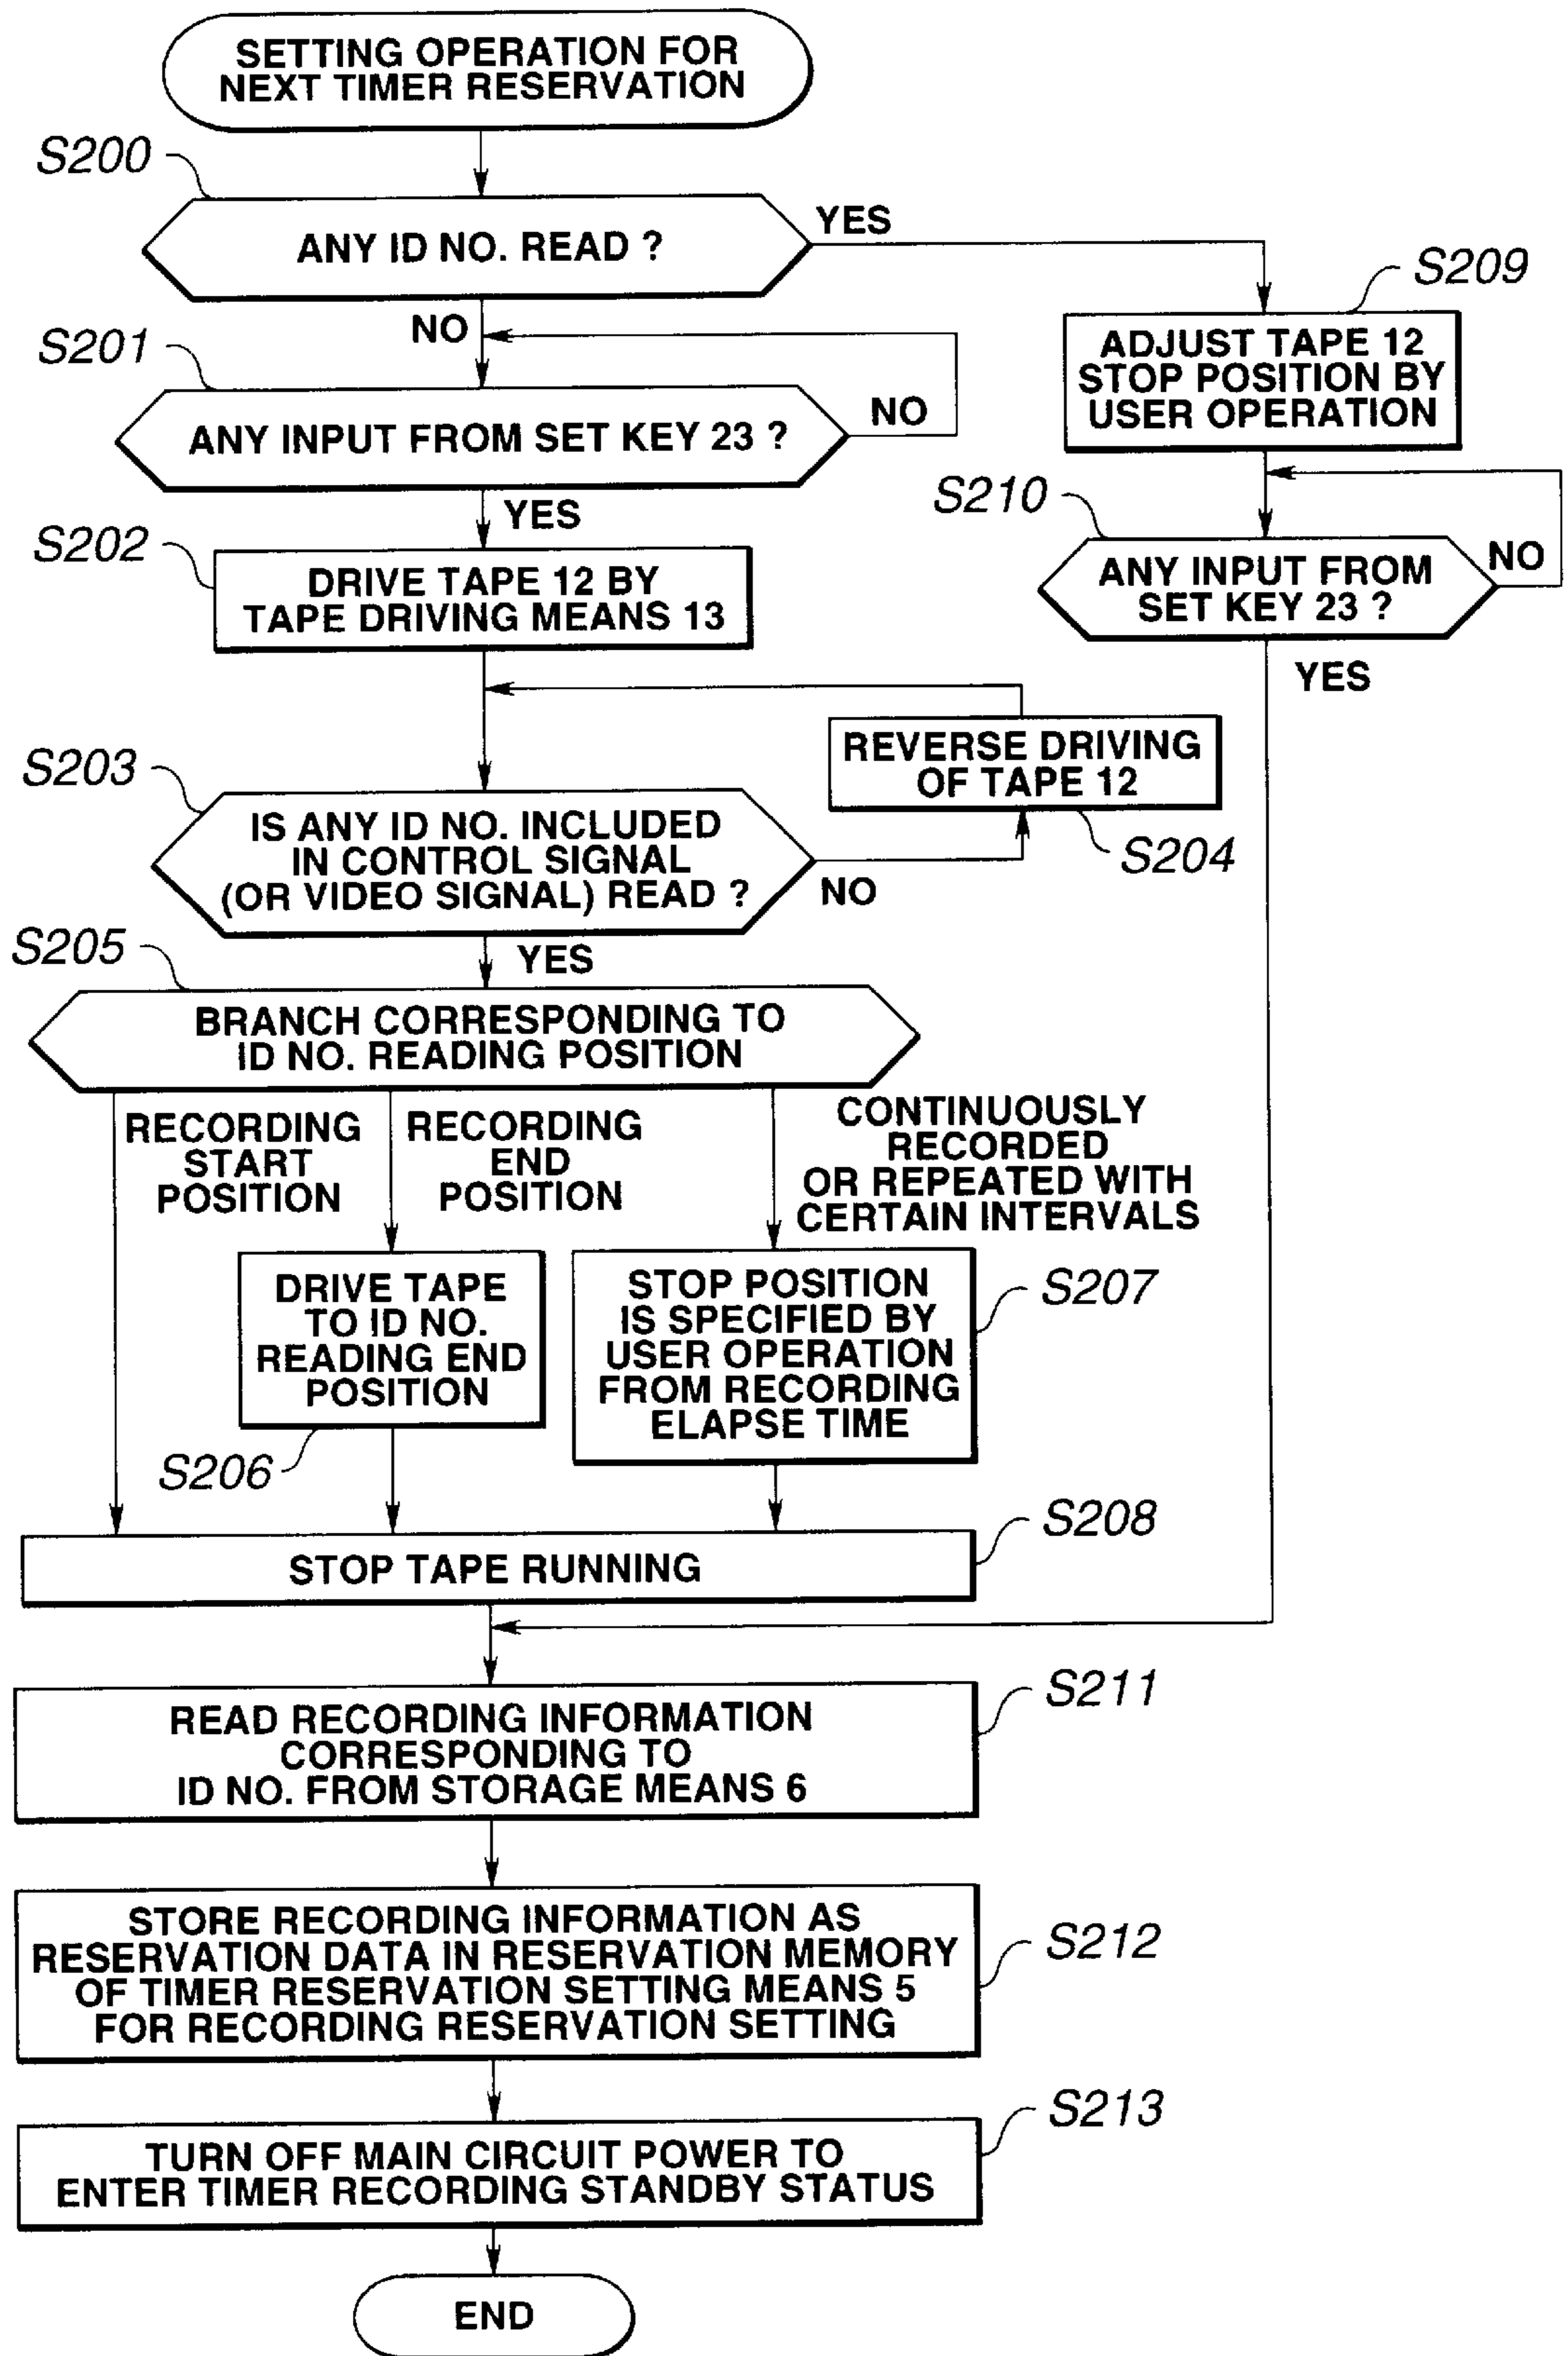 SETTING OPERATION FOR
NEXT TIMER RESERVATION
S200
ANY ID NO. READ ?
YES
NO
S209
ADJUST TAPE 12
STOP POSITION BY
USER OPERATION
S201
ANY INPUT FROM SET KEY 23 ?
NO
YES
S210
ANY INPUT FROM
SET KEY 23 ?
NO
YES
S202
DRIVE TAPE 12 BY
TAPE DRIVING MEANS 13
REVERSE DRIVING
OF TAPE 12
S204
S203
IS ANY ID NO. INCLUDED
IN CONTROL SIGNAL
(OR VIDEO SIGNAL) READ ?
NO
YES
S205
BRANCH CORRESPONDING TO
ID NO. READING POSITION
RECORDING
START
POSITION
RECORDING
END
POSITION
CONTINUOUSLY
RECORDED
OR REPEATED WITH
CERTAIN INTERVALS
DRIVE TAPE
TO ID NO.
READING END
POSITION
S206
STOP POSITION
IS SPECIFIED BY
USER OPERATION
FROM RECORDING
ELAPSE TIME
S207
S208
STOP TAPE RUNNING
S211
READ RECORDING INFORMATION
CORRESPONDING TO
ID NO. FROM STORAGE MEANS 6
S212
STORE RECORDING INFORMATION AS
RESERVATION DATA IN RESERVATION MEMORY
OF TIMER RESERVATION SETTING MEANS 5
FOR RECORDING RESERVATION SETTING
S213
TURN OFF MAIN CIRCUIT POWER TO
ENTER TIMER RECORDING STANDBY STATUS
END